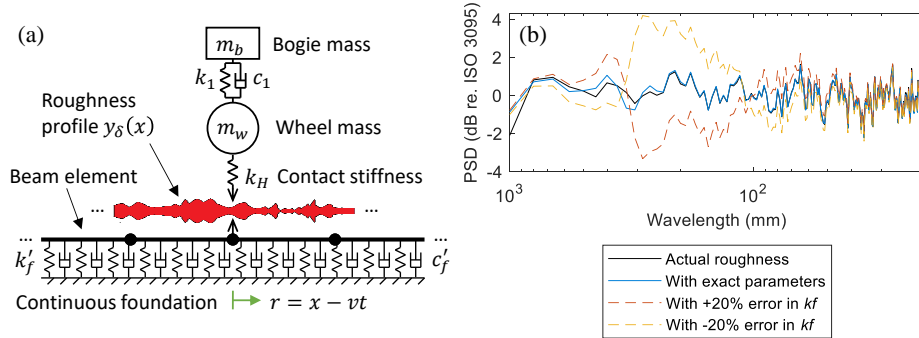 (a)
m_b Bogie mass
k_1 c_1
Roughness
profile y_δ(x)
m_w Wheel mass
k_H Contact stiffness
Beam element
... ...
... ...
k'_f c'_f
Continuous foundation r = x − vt
(b)
PSD (dB re. ISO 3095)
4
2
0
-2
-4
10^3 10^2
Wavelength (mm)
Actual roughness
With exact parameters
With +20% error in kf
With -20% error in kf